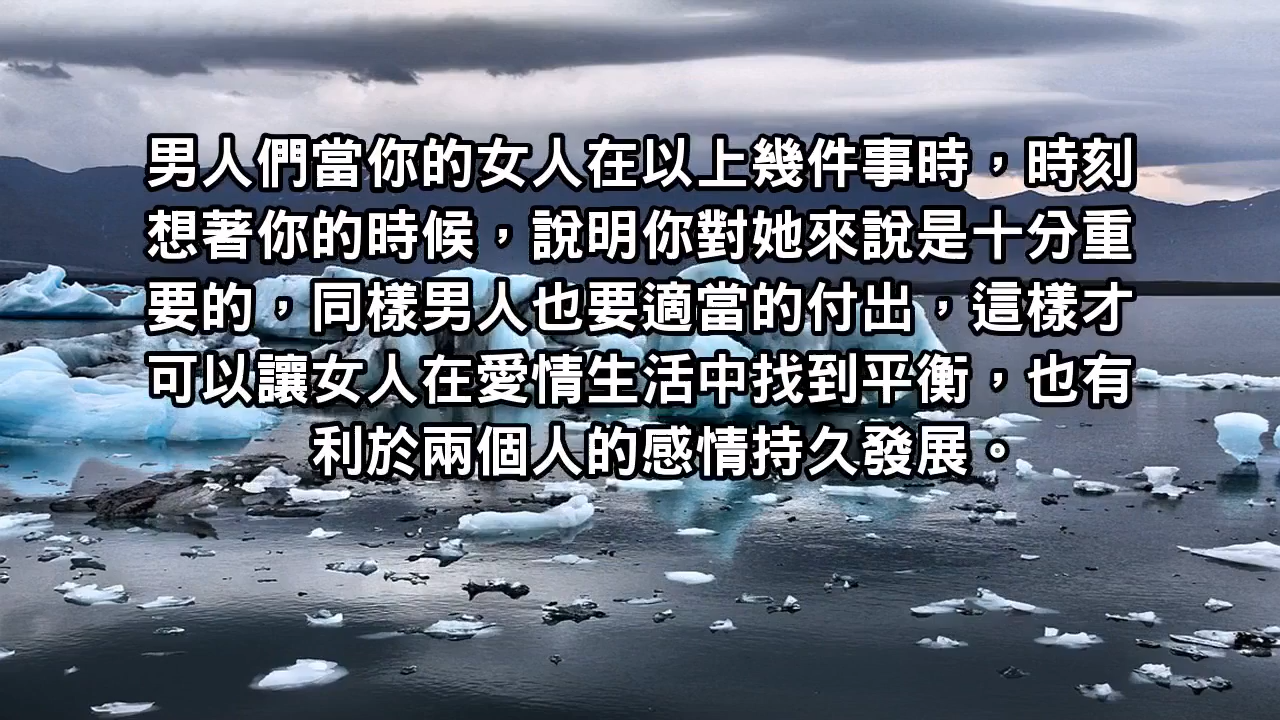 男人們當你的女人在以上幾件事時，時刻
想著你的時候，說明你對她來說是十分重
要的，同樣男人也要適當的付出，這樣才
可以讓女人在愛情生活中找到平衡，也有
利於兩個人的感情持久發展。